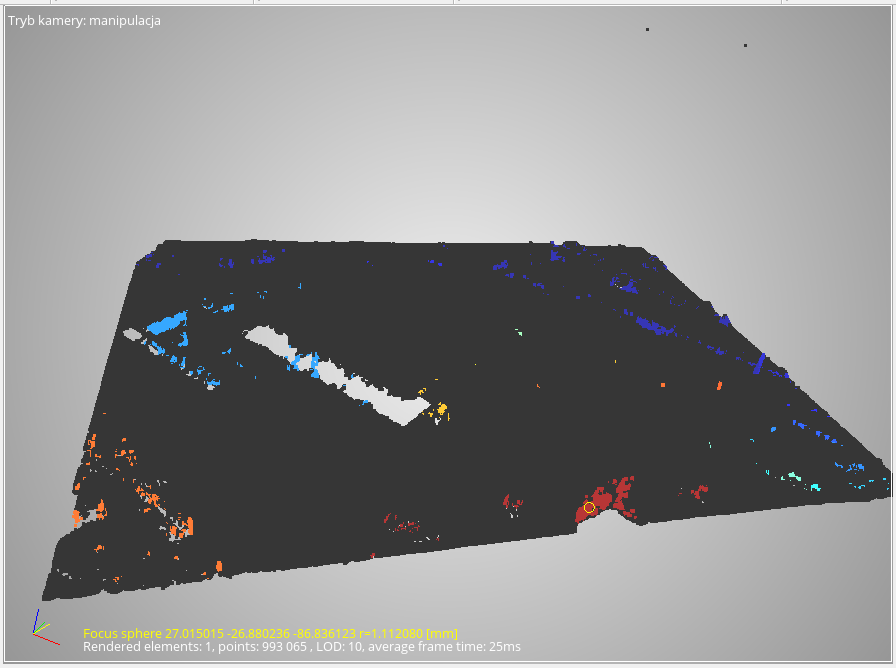 Tryb kamery: manipulacja
Focus sphere 27.015015 -26.880236 -86.836123 r=1.112080 [mm]
Rendered elements: 1, points: 993 065 , LOD: 10, average frame time: 25ms